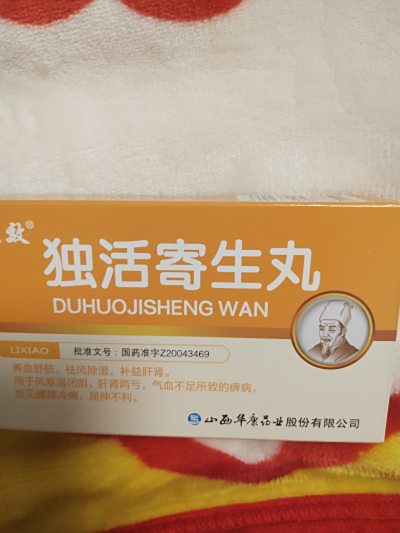 效®
独活寄生丸
DUHUOJISHENG WAN
LIXIAO 批准文号：国药准字Z20043469
养血舒筋，祛风除湿，补益肝肾。
用于风寒湿闭阻，肝肾两亏，气血不足所致的痹病，
症见腰膝冷痛，屈伸不利。
山西华康药业股份有限公司